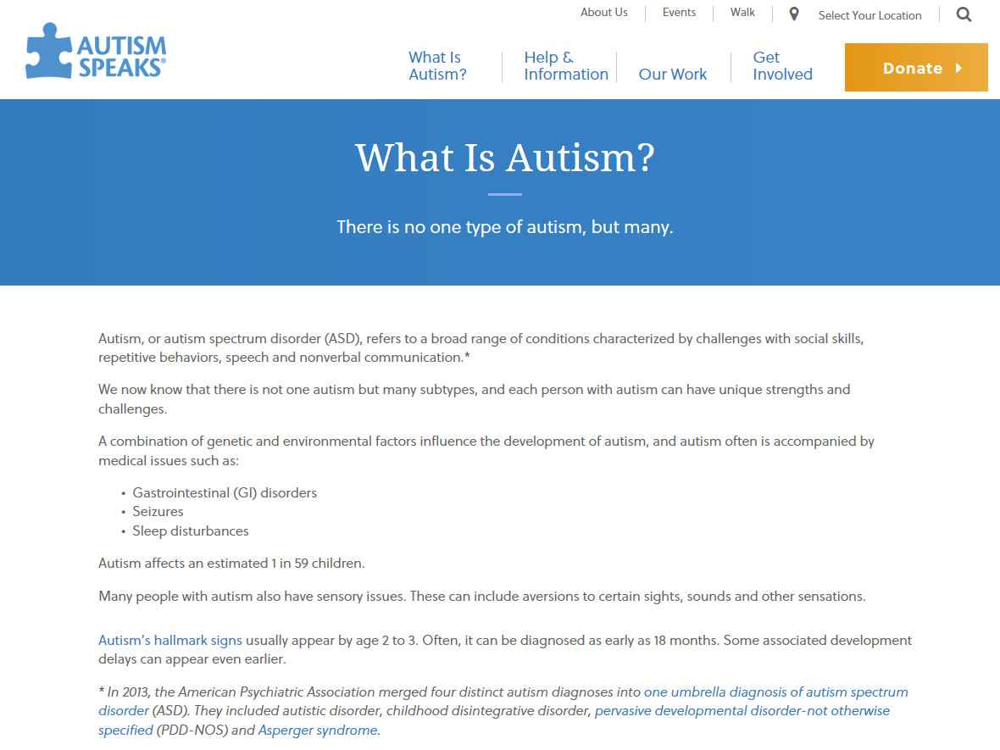 About Us
Events
Walk
Select Your Location
AUTISM
SPEAKS®
What Is
Autism?
Help &
Information
Our Work
Get
Involved
Donate
What Is Autism?
There is no one type of autism, but many.
Autism, or autism spectrum disorder (ASD), refers to a broad range of conditions characterized by challenges with social skills,
repetitive behaviors, speech and nonverbal communication.*
We now know that there is not one autism but many subtypes, and each person with autism can have unique strengths and
challenges.
A combination of genetic and environmental factors influence the development of autism, and autism often is accompanied by
medical issues such as:
• Gastrointestinal (GI) disorders
• Seizures
• Sleep disturbances
Autism affects an estimated 1 in 59 children.
Many people with autism also have sensory issues. These can include aversions to certain sights, sounds and other sensations.
Autism's hallmark signs usually appear by age 2 to 3. Often, it can be diagnosed as early as 18 months. Some associated development
delays can appear even earlier.
* In 2013, the American Psychiatric Association merged four distinct autism diagnoses into one umbrella diagnosis of autism spectrum
disorder (ASD). They included autistic disorder, childhood disintegrative disorder, pervasive developmental disorder-not otherwise
specified (PDD-NOS) and Asperger syndrome.